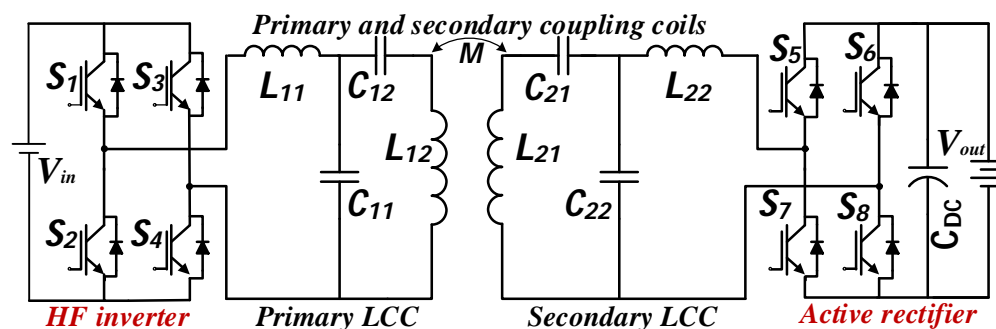 Primary and secondary coupling coils
M
S1
S3
L11
C12
C21
L22
S5
S6
Vin
L12
L21
Vout
C11
C22
S2
S4
S7
S8
CDC
HF inverter
Primary LCC
Secondary LCC
Active rectifier